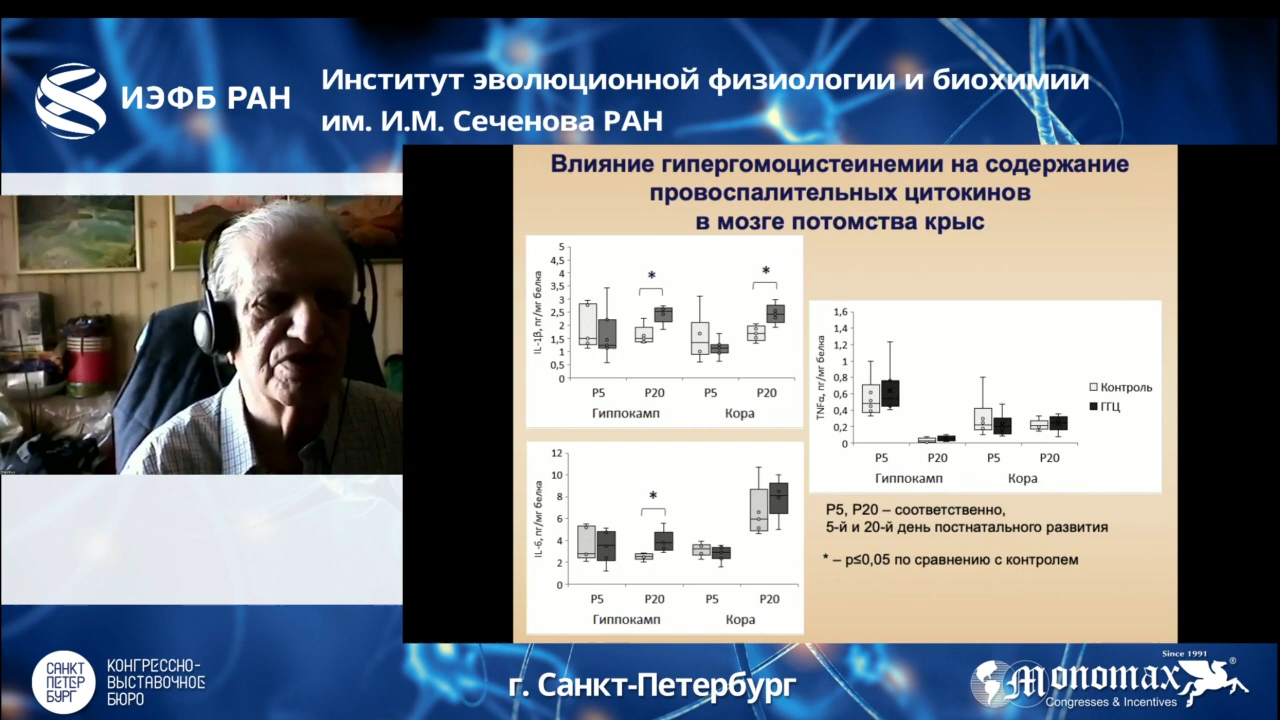 ИЭФБ РАН
Институт эволюционной физиологии и биохимии
им. И.М. Сеченова РАН
Влияние гипергомоцистеинемии на содержание
провоспалительных цитокинов
в мозге потомства крыс
IL-1β, пг/мг белка
5
4,5
4
3,5
3
2,5
2
1,5
1
0,5
0
*
*
P5
P20
P5
P20
Гиппокамп
Кора
TNFα, пг/мг белка
1,6
1,4
1,2
1
0,8
0,6
0,4
0,2
0
P5
P20
P5
P20
Гиппокамп
Кора
Контроль
ГГЦ
IL-6, пг/мг белка
12
10
8
6
4
2
0
*
P5
P20
P5
P20
Гиппокамп
Кора
P5, P20 – соответственно,
5-й и 20-й день постнатального развития
* – p≤0,05 по сравнению с контролем
САНКТ
ПЕТЕР
БУРГ
КОНГРЕССНО-
ВЫСТАВОЧНОЕ
БЮРО
г. Санкт-Петербург
Since 1991
Monomax
®
Congresses & Incentives